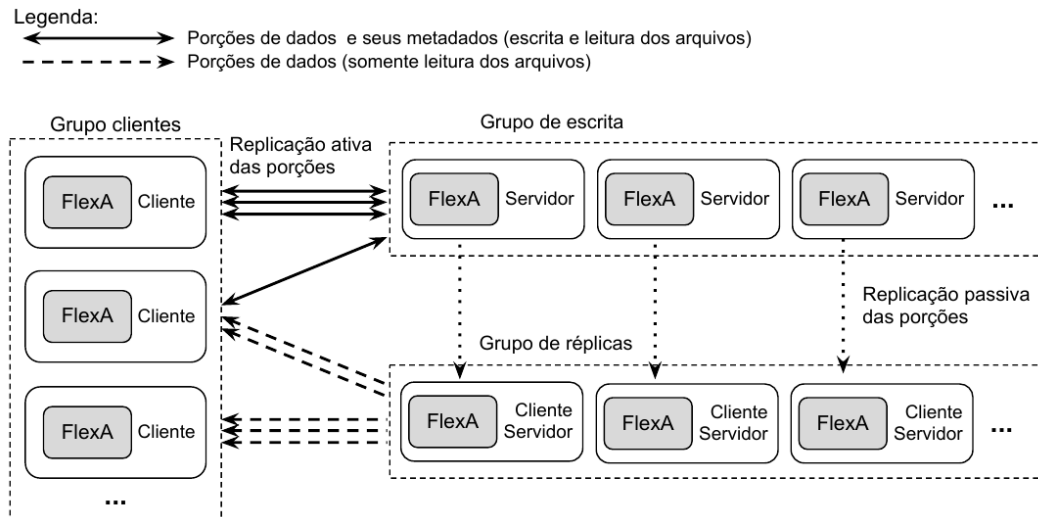 Legenda:
Porções de dados e seus metadados (escrita e leitura dos arquivos)
Porções de dados (somente leitura dos arquivos)
Grupo clientes
Replicação ativa
das porções
Grupo de escrita
FlexA Cliente
FlexA Servidor
FlexA Servidor
FlexA Servidor
...
FlexA Cliente
Replicação passiva
das porções
Grupo de réplicas
FlexA Cliente
FlexA Cliente
Servidor
FlexA Cliente
Servidor
FlexA Cliente
Servidor
...
...